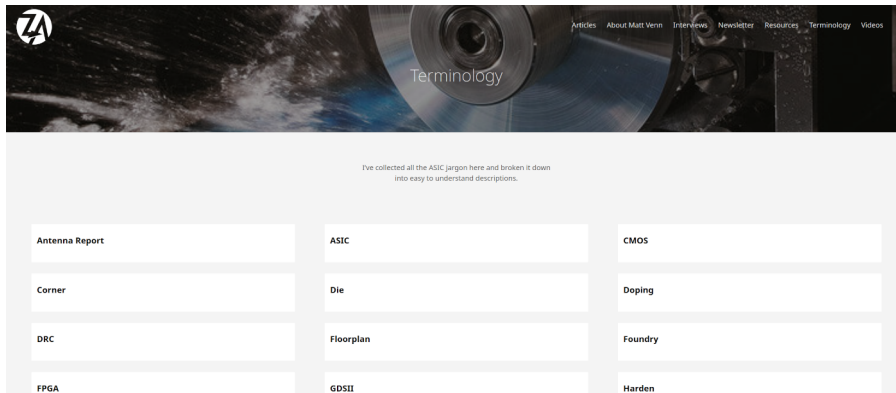 ZA
Articles About Matt Venn Interviews Newsletter Resources Terminology Videos
Terminology
I've collected all the ASIC jargon here and broken it down
into easy to understand descriptions.
Antenna Report
ASIC
CMOS
Corner
Die
Doping
DRC
Floorplan
Foundry
FPGA
GDSII
Harden